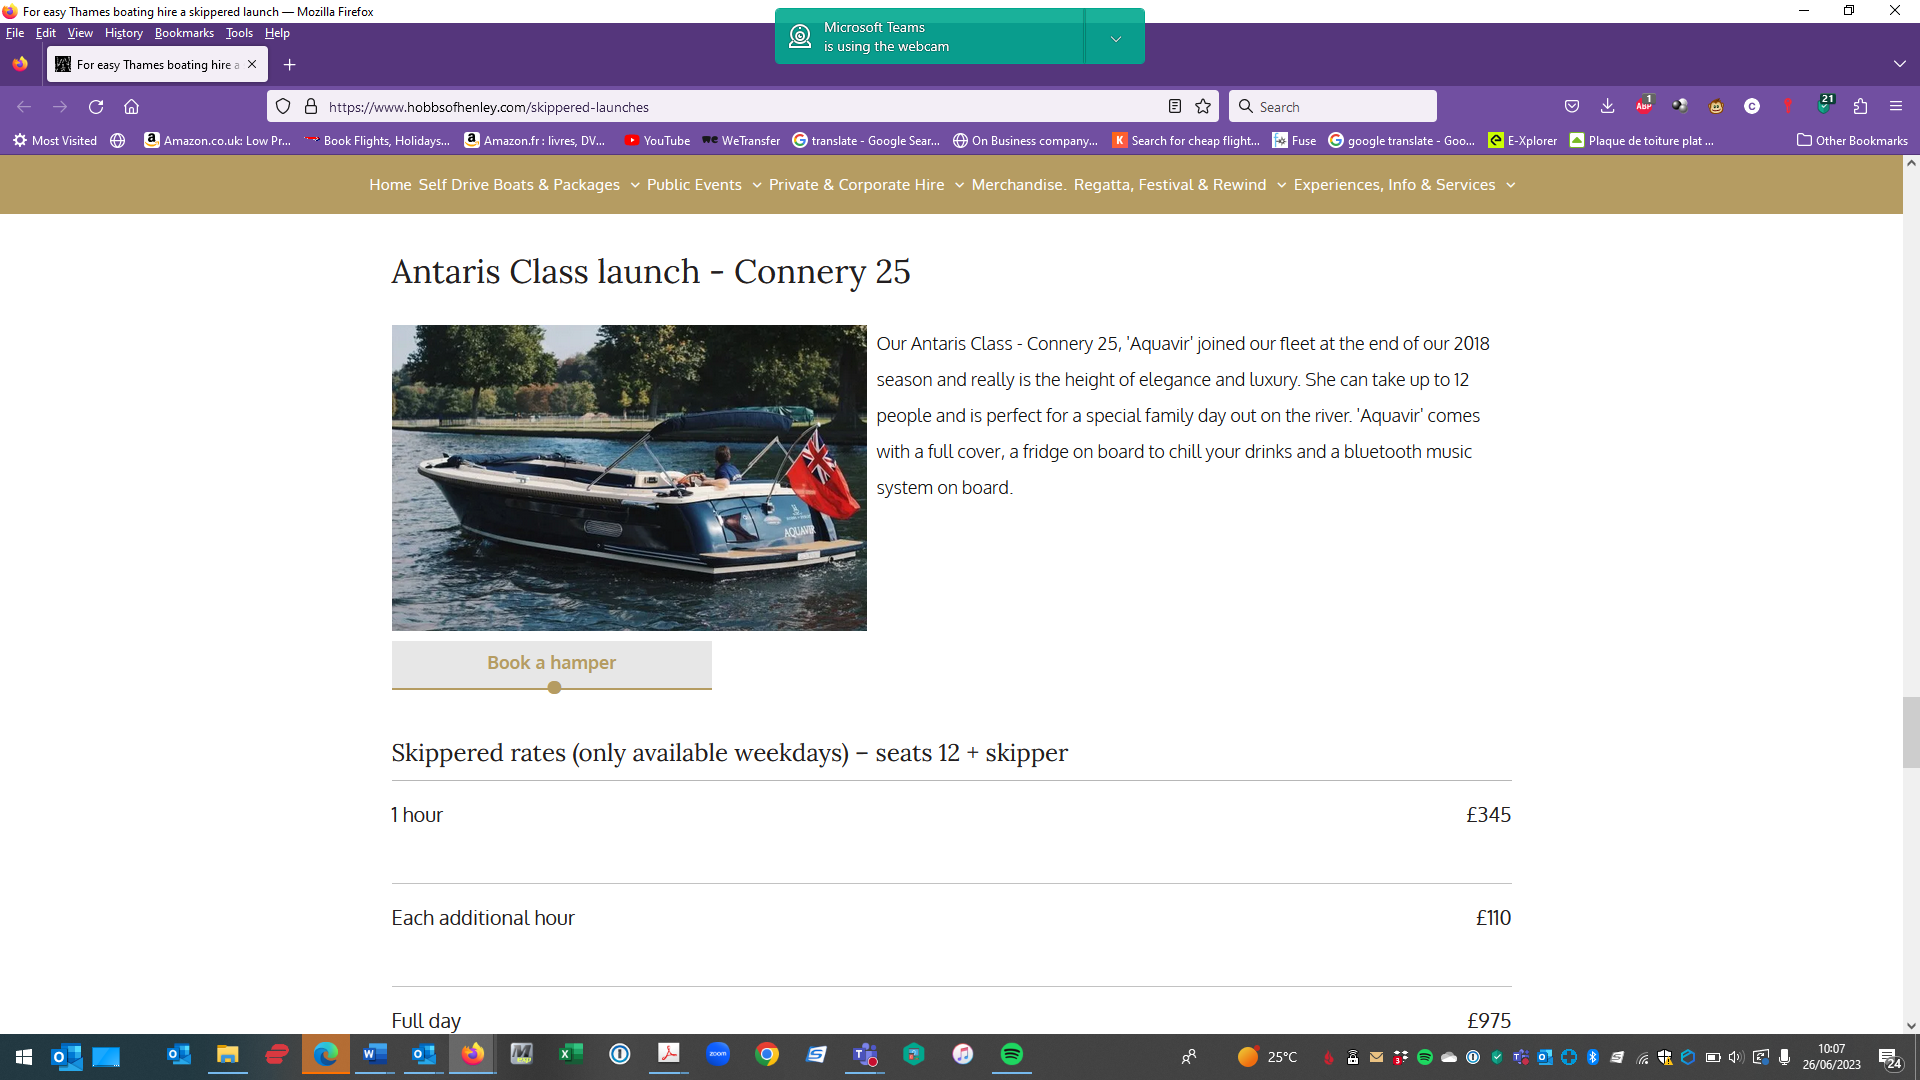 For easy Thames boating hire a skippered launch — Mozilla Firefox
File Edit View History Bookmarks Tools Help
Microsoft Teams
is using the webcam
For easy Thames boating hire a
https://www.hobbsofhenley.com/skippered-launches
Search
ABP
1
C
21
Most Visited
Amazon.co.uk: Low Pr...
Book Flights, Holidays...
Amazon.fr : livres, DV...
YouTube
WeTransfer
translate - Google Sear...
On Business company...
Search for cheap flight...
Fuse
google translate - Goo...
E-Xplorer
Plaque de toiture plat ...
Other Bookmarks
Home Self Drive Boats & Packages Public Events Private & Corporate Hire Merchandise. Regatta, Festival & Rewind Experiences, Info & Services
Antaris Class launch - Connery 25
AQUAVIR
Our Antaris Class - Connery 25, 'Aquavir' joined our fleet at the end of our 2018
season and really is the height of elegance and luxury. She can take up to 12
people and is perfect for a special family day out on the river. 'Aquavir' comes
with a full cover, a fridge on board to chill your drinks and a bluetooth music
system on board.
Book a hamper
Skippered rates (only available weekdays) – seats 12 + skipper
1 hour £345
Each additional hour £110
Full day £975
zoom
25°C
10:07
26/06/2023
24